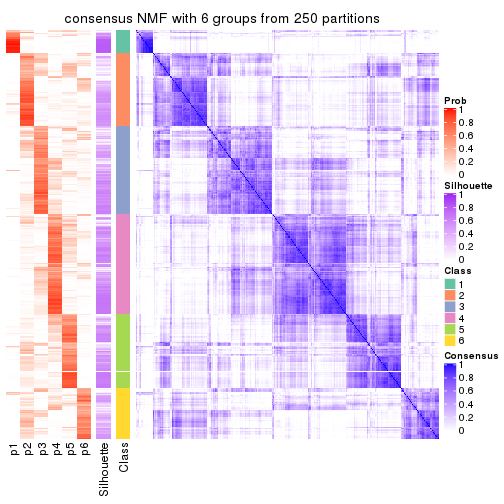 consensus NMF with 6 groups from 250 partitions
Prob
1
0.8
0.6
0.4
0.2
0
Silhouette
1
0.8
0.6
0.4
0.2
0
Class
1
2
3
4
5
6
Consensus
1
0.8
0.6
0.4
0.2
0
p1
p2
p3
p4
p5
p6
Silhouette
Class